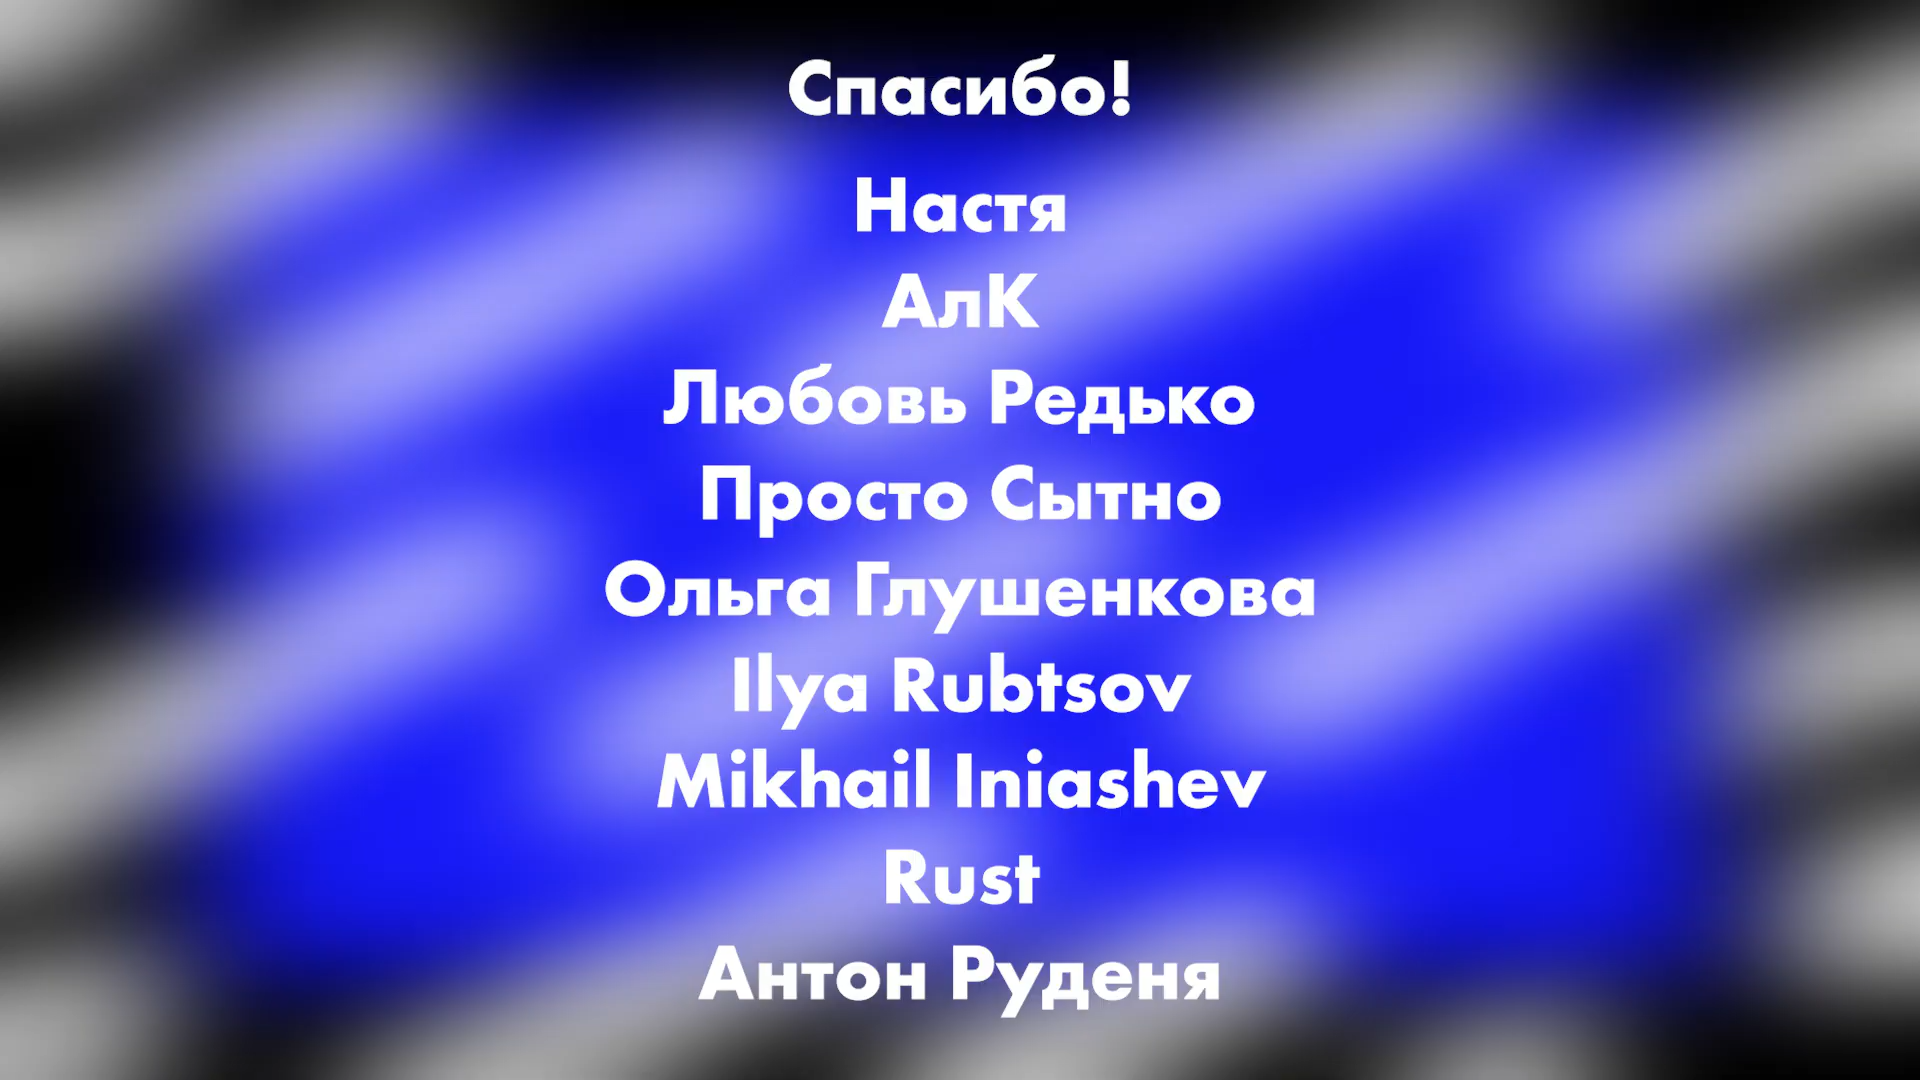 Спасибо!
Настя
АлК
Любовь Редько
Просто Сытно
Ольга Глушенкова
Ilya Rubtsov
Mikhail Iniashev
Rust
Антон Руденя